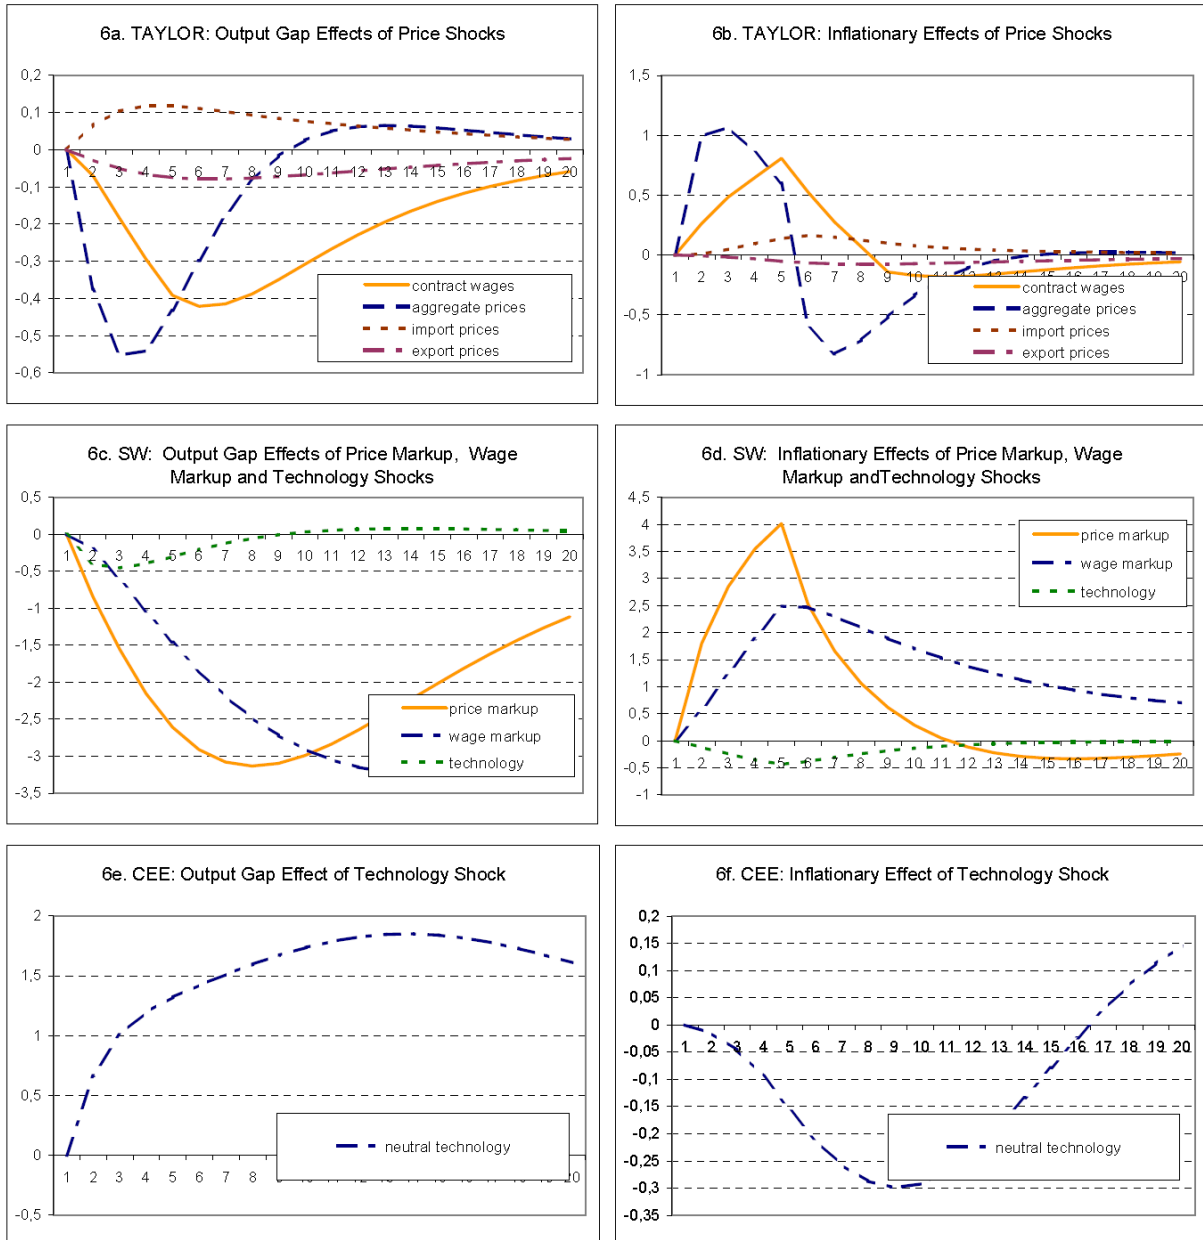 6a. TAYLOR: Output Gap Effects of Price Shocks
0,2
0,1
0
-0,1
-0,2
-0,3
-0,4
-0,5
-0,6
1 2 3 4 5 6 7 8 9 10 11 12 13 14 15 16 17 18 19 20
contract wages
aggregate prices
import prices
export prices
6b. TAYLOR: Inflationary Effects of Price Shocks
1,5
1
0,5
0
-0,5
-1
1 2 3 4 5 6 7 8 9 10 11 12 13 14 15 16 17 18 19 20
contract wages
aggregate prices
import prices
export prices
6c. SW: Output Gap Effects of Price Markup, Wage
Markup and Technology Shocks
0,5
0
-0,5
-1
-1,5
-2
-2,5
-3
-3,5
1 2 3 4 5 6 7 8 9 10 11 12 13 14 15 16 17 18 19 20
price markup
wage markup
technology
6d. SW: Inflationary Effects of Price Markup, Wage
Markup andTechnology Shocks
4,5
4
3,5
3
2,5
2
1,5
1
0,5
0
-0,5
-1
1 2 3 4 5 6 7 8 9 10 11 12 13 14 15 16 17 18 19 20
price markup
wage markup
technology
6e. CEE: Output Gap Effect of Technology Shock
2
1,5
1
0,5
0
-0,5
1 2 3 4 5 6 7 8
neutral technology
6f. CEE: Inflationary Effect of Technology Shock
0,2
0,15
0,1
0,05
0
-0,05
-0,1
-0,15
-0,2
-0,25
-0,3
-0,35
1 2 3 4 5 6 7 8 9 10 11 12 13 14 15 16 17 18 19 20
neutral technology